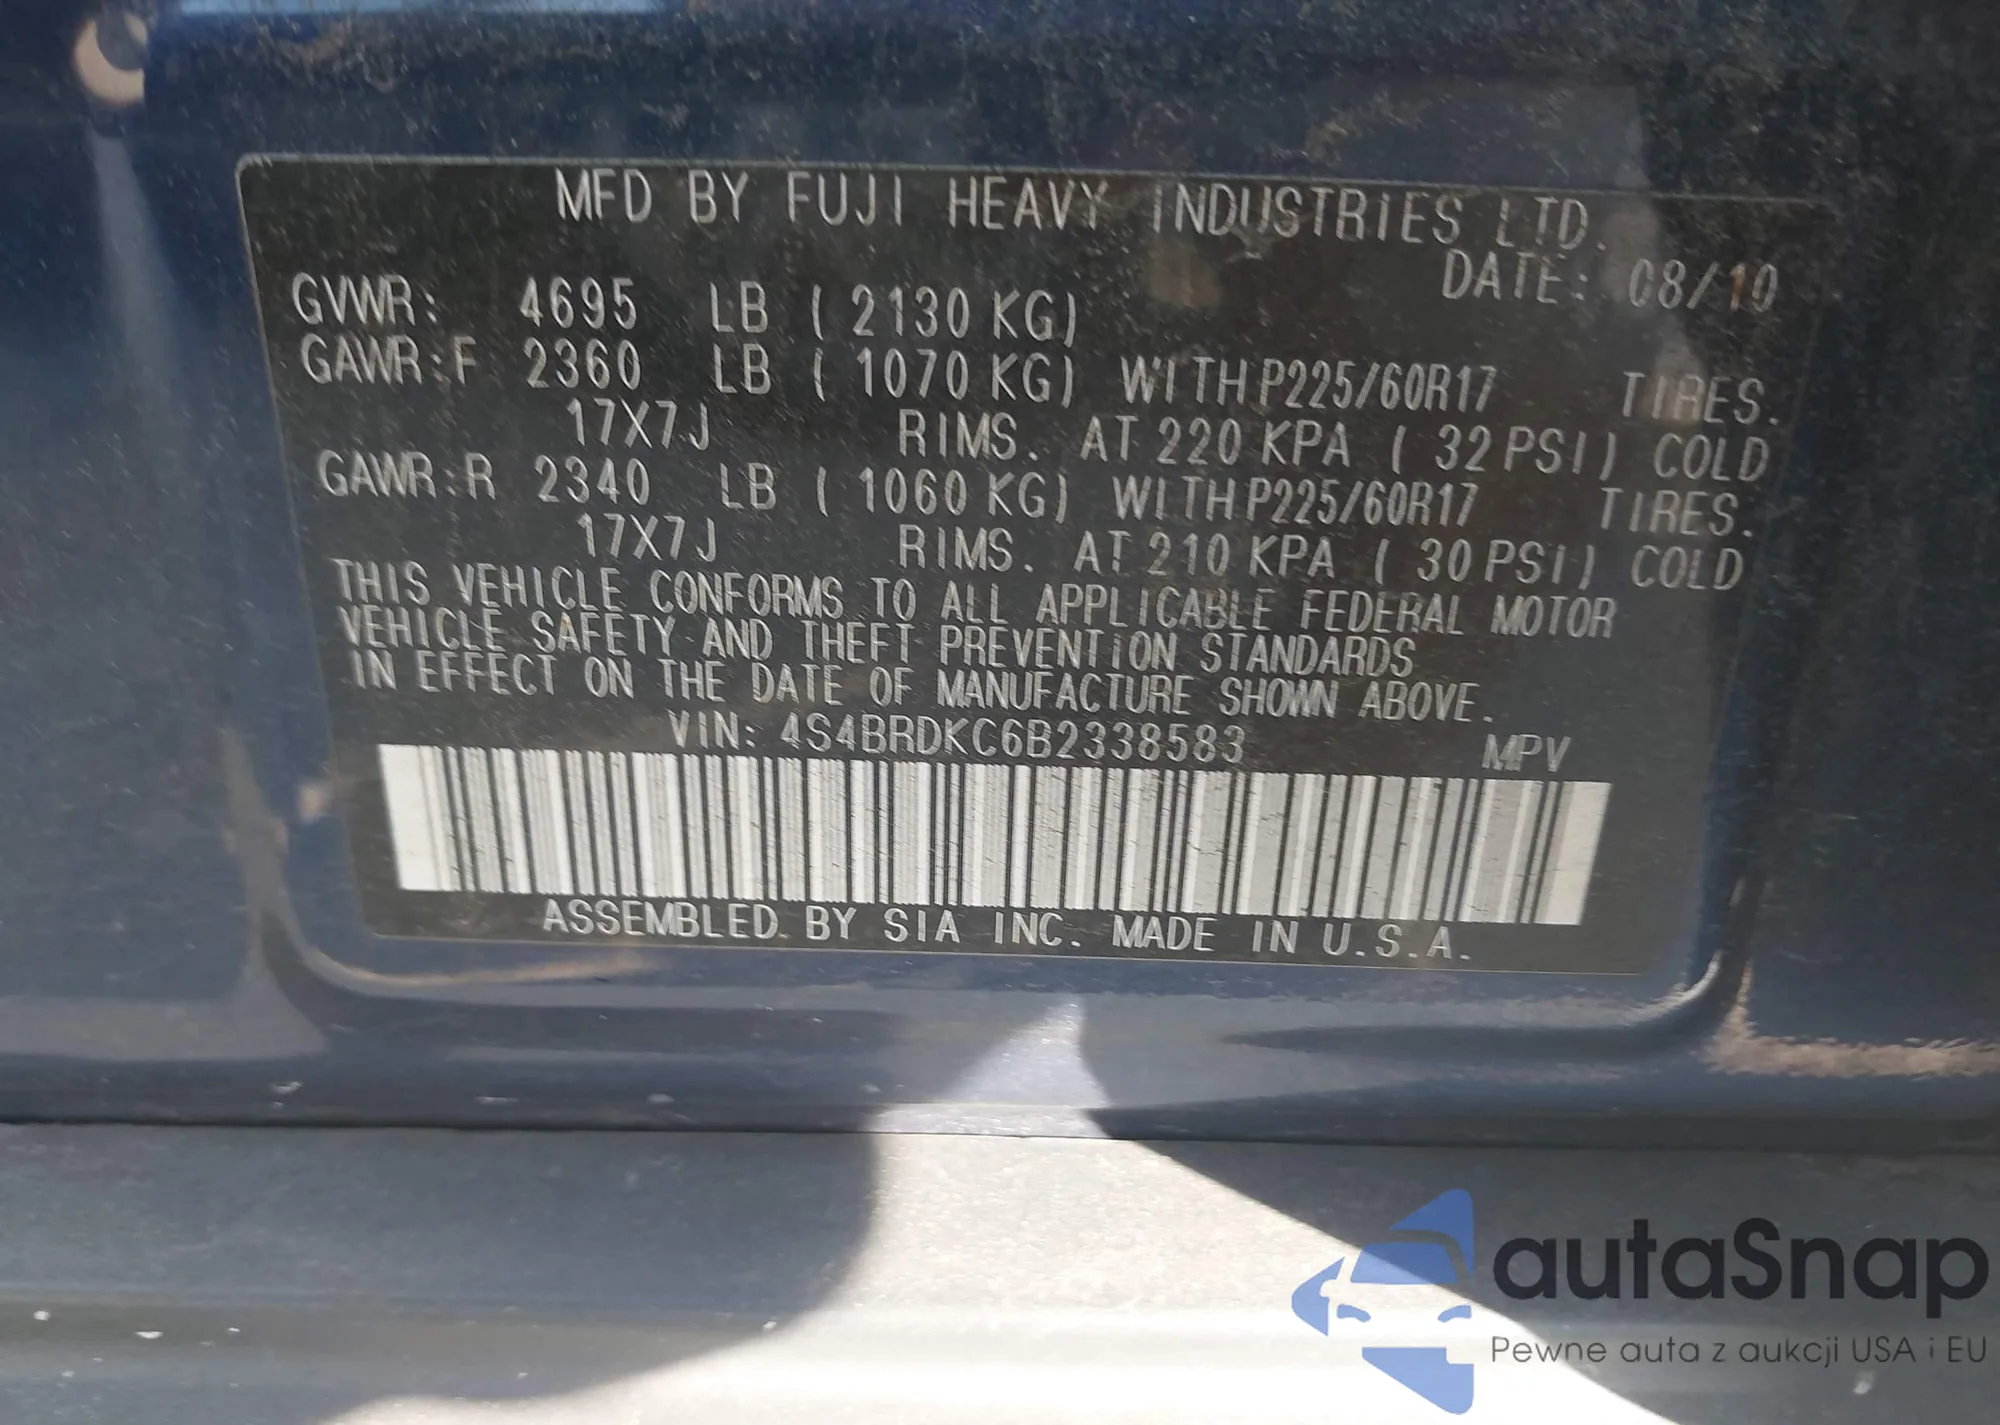 MFD BY FUJI HEAVY INDUSTRIES LTD.
DATE: 08/10
GVWR: 4695 LB ( 2130 KG)
GAWR:F 2360 LB ( 1070 KG) WITH P225/60R17 TIRES.
17X7J RIMS. AT 220 KPA ( 32 PSI) COLD
GAWR:R 2340 LB ( 1060 KG) WITH P225/60R17 TIRES.
17X7J RIMS. AT 210 KPA ( 30 PSI) COLD
THIS VEHICLE CONFORMS TO ALL APPLICABLE FEDERAL MOTOR
VEHICLE SAFETY AND THEFT PREVENTION STANDARDS
IN EFFECT ON THE DATE OF MANUFACTURE SHOWN ABOVE.
VIN: 4S4BRDKC6B2338583 MPV
ASSEMBLED BY SIA INC. MADE IN U.S.A.
autaSnap
Pewne auta z aukcji USA i EU